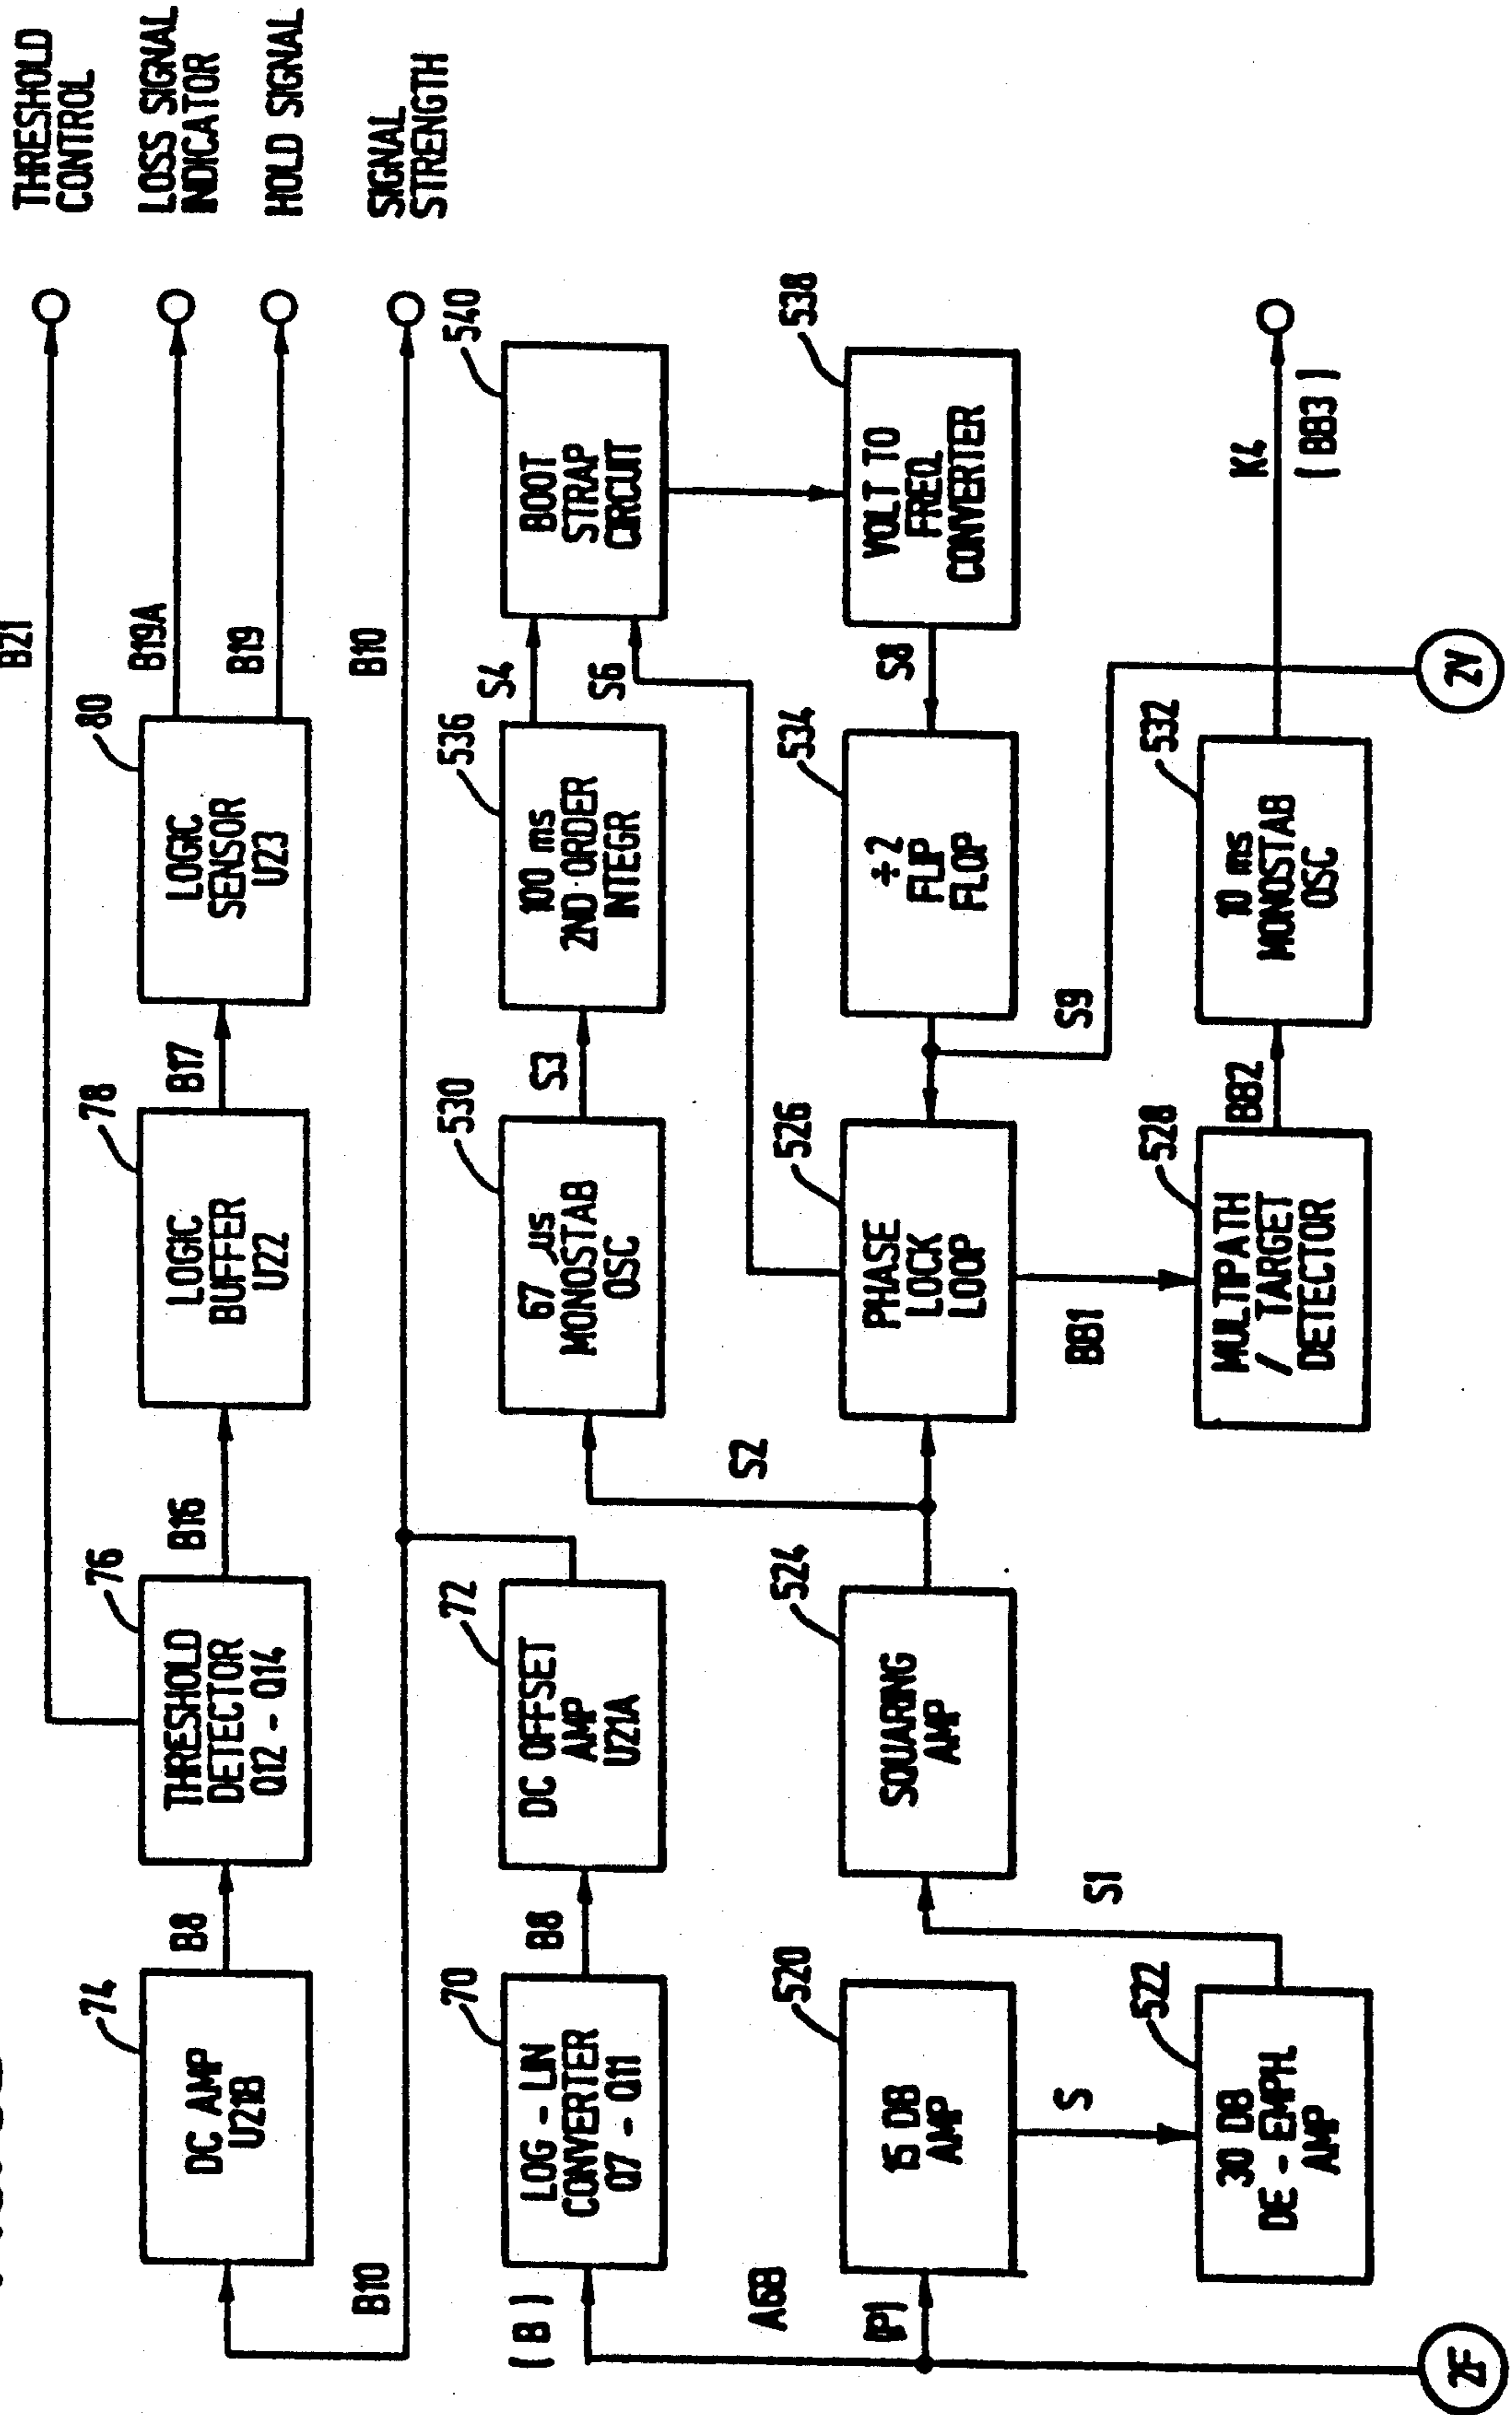 THRESHOLD
CONTROL
LOSS SIGNAL
INDICATOR
HOLD SIGNAL
SIGNAL
STRENGTH
B21
B19A
B19
B10
74
DC AMP
U21B
B8
76
THRESHOLD
DETECTOR
Q12 - Q14
B16
78
LOGIC
BUFFER
U22
B17
80
LOGIC
SENSOR
U23
B10
( B )
70
LOG - LIN
CONVERTER
Q7 - Q11
B8
72
DC OFFSET
AMP
U21A
530
67 µs
MONOSTAB
OSC
S3
536
100 ms
2ND ORDER
INTEGR
S4
S6
540
BOOT
STRAP
CIRCUIT
A6B
(P)
520
15 DB
AMP
S
524
SQUARING
AMP
S2
526
PHASE
LOCK
LOOP
534
÷ 2
FLIP
FLOP
S8
538
VOLT TO
FREQ
CONVERTER
522
30 DB
DE - EMPH.
AMP
S1
BB1
528
MULTIPATH
/ TARGET
DETECTOR
BB2
S9
532
10 ms
MONOSTAB
OSC
K4
( BB3 )
2F
2V